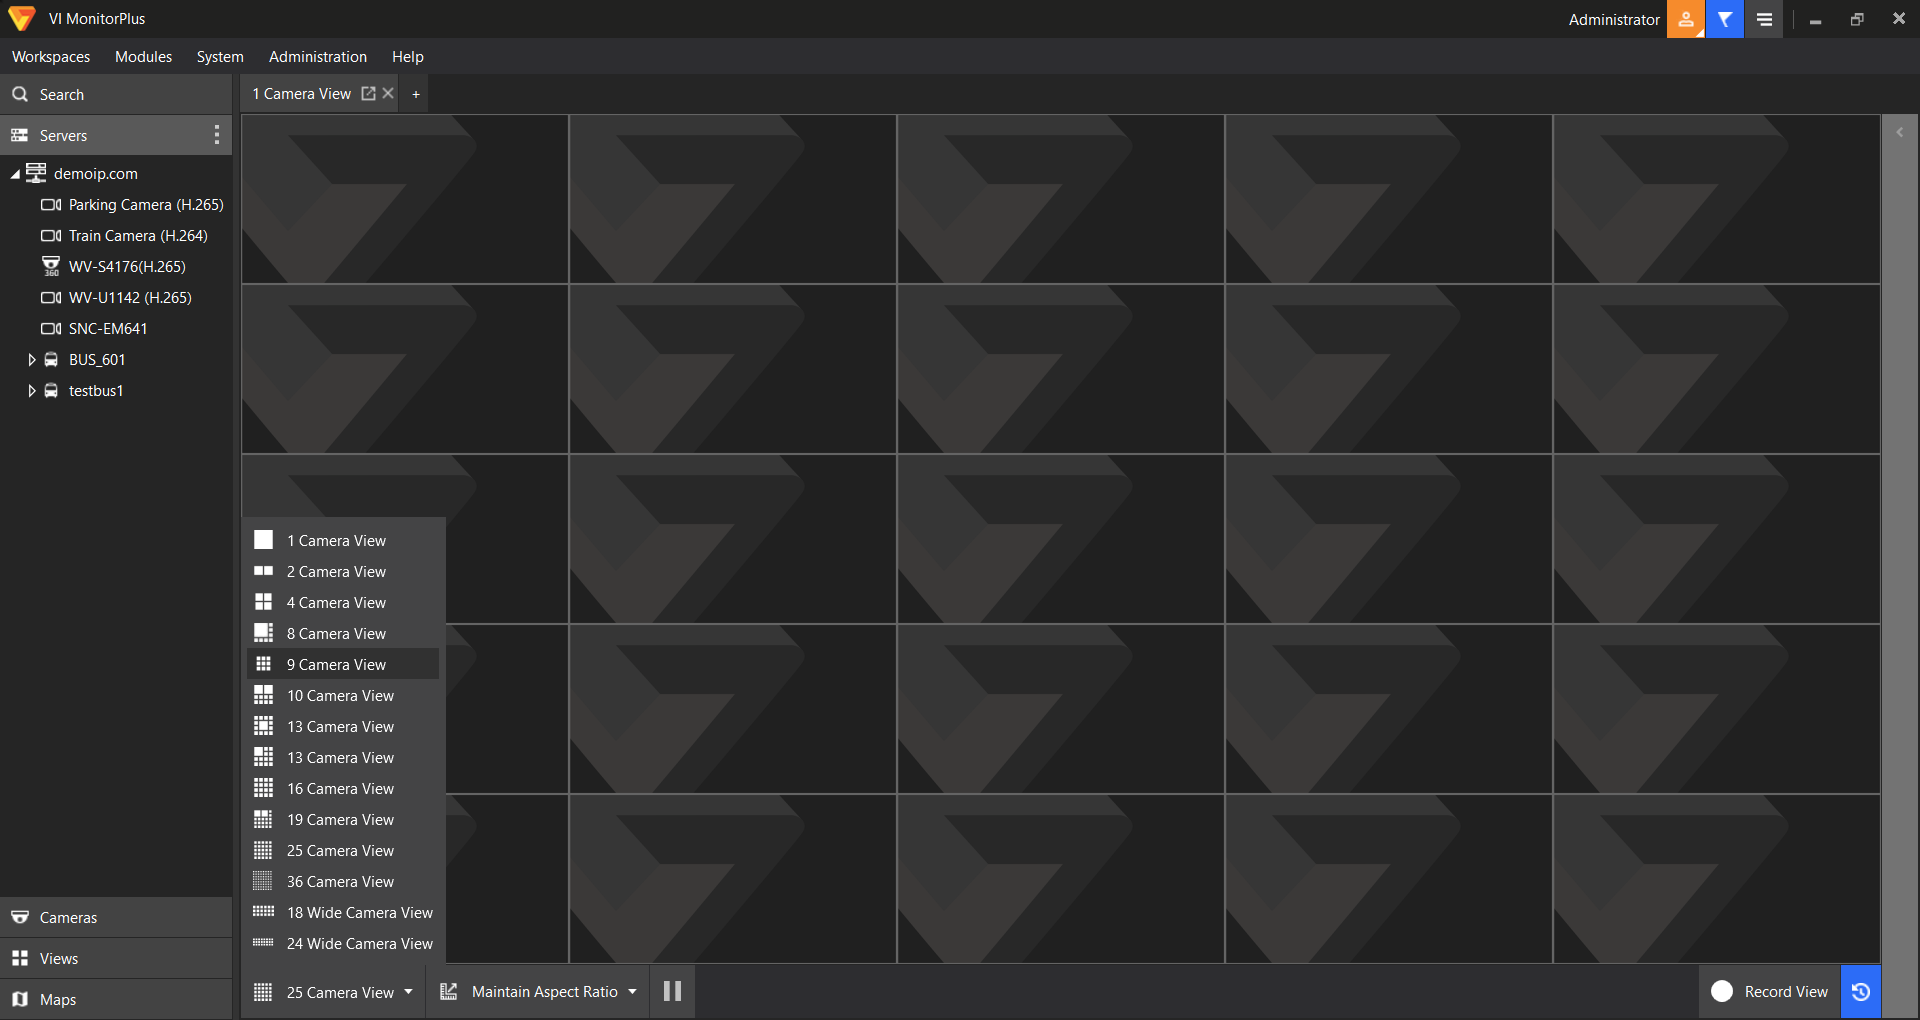 VI MonitorPlus
Administrator
Workspaces Modules System Administration Help
Search
1 Camera View +
Servers
demoip.com
Parking Camera (H.265)
Train Camera (H.264)
360
WV-S4176(H.265)
WV-U1142 (H.265)
SNC-EM641
BUS_601
testbus1
1 Camera View
2 Camera View
4 Camera View
8 Camera View
9 Camera View
10 Camera View
13 Camera View
13 Camera View
16 Camera View
19 Camera View
25 Camera View
36 Camera View
18 Wide Camera View
24 Wide Camera View
Cameras
Views
Maps
25 Camera View
Maintain Aspect Ratio
Record View